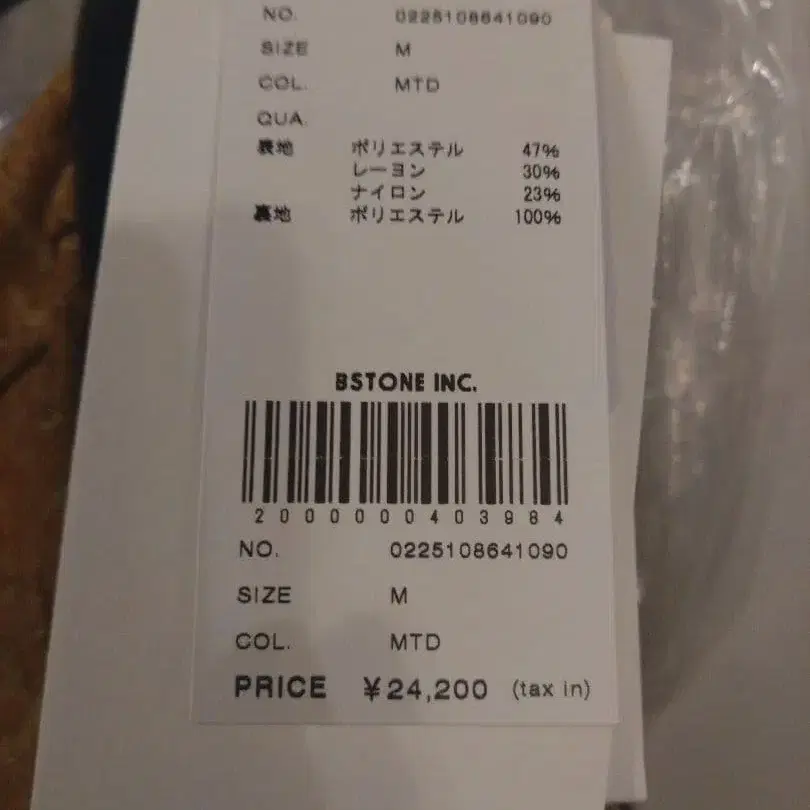 NO. 0225108641090
SIZE M
COL. MTD
QUA.
表地 ポリエステル 47%
レーヨン 30%
ナイロン 23%
裏地 ポリエステル 100%
BSTONE INC.
2000000403984
NO. 0225108641090
SIZE M
COL. MTD
PRICE ¥24,200 (tax in)